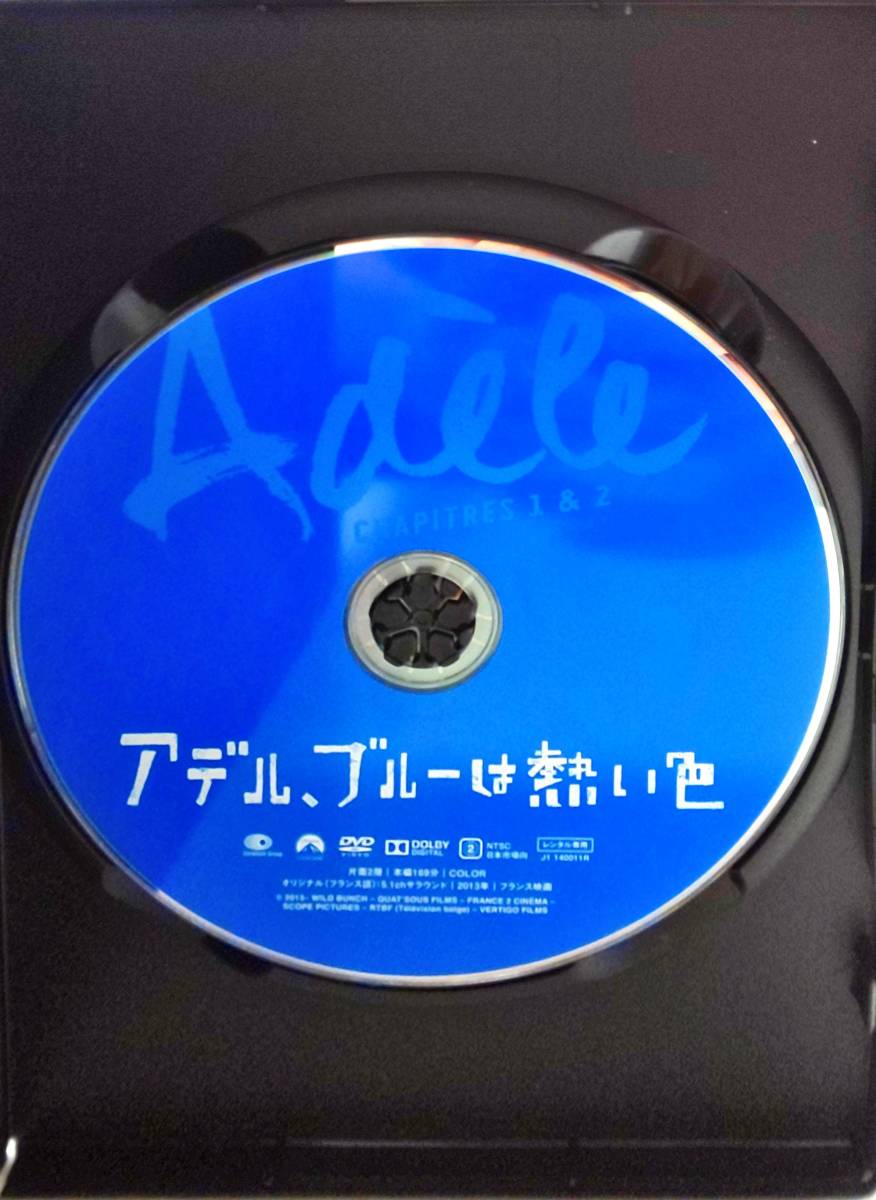 Adèle
CHAPITRES 1 & 2
アデル、ブルーは熱い色
DVD
VIDEO
DOLBY
DIGITAL
2
NTSC
日本市場向
レンタル専用
J1 140011R
片面2層 | 本編169分 | COLOR
オリジナル(フランス語):5.1chサラウンド | 2013年 | フランス映画
© 2013– WILD BUNCH – QUAT'SOUS FILMS – FRANCE 2 CINEMA –
SCOPE PICTURES – RTBF (Télévision belge) – VERTIGO FILMS